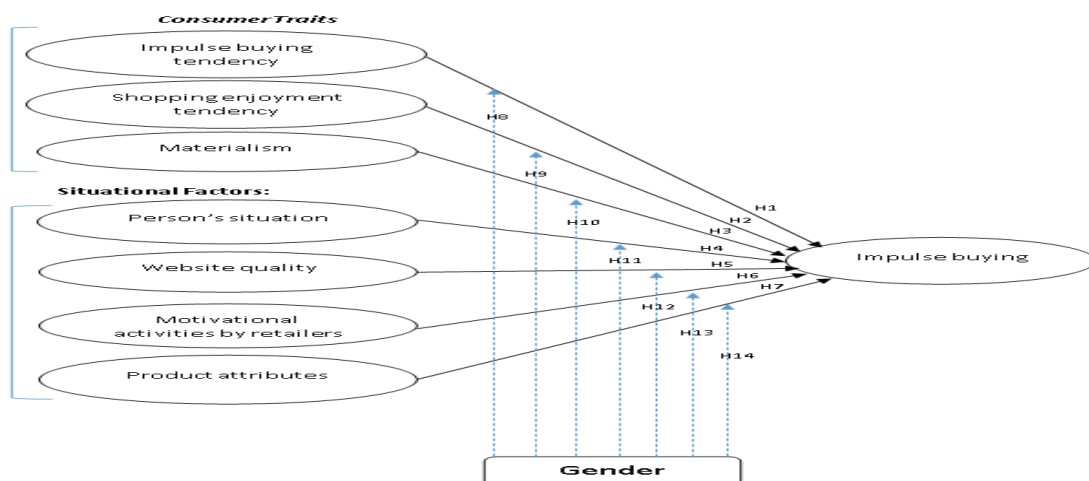 Consumer Traits
Impulse buying
tendency
Shopping enjoyment
tendency
Materialism
Situational Factors:
Person's situation
Website quality
Motivational
activities by retailers
Product attributes
H8
H9
H10
H11
H12
H13
H14
H1
H2
H3
H4
H5
H6
H7
Impulse buying
Gender